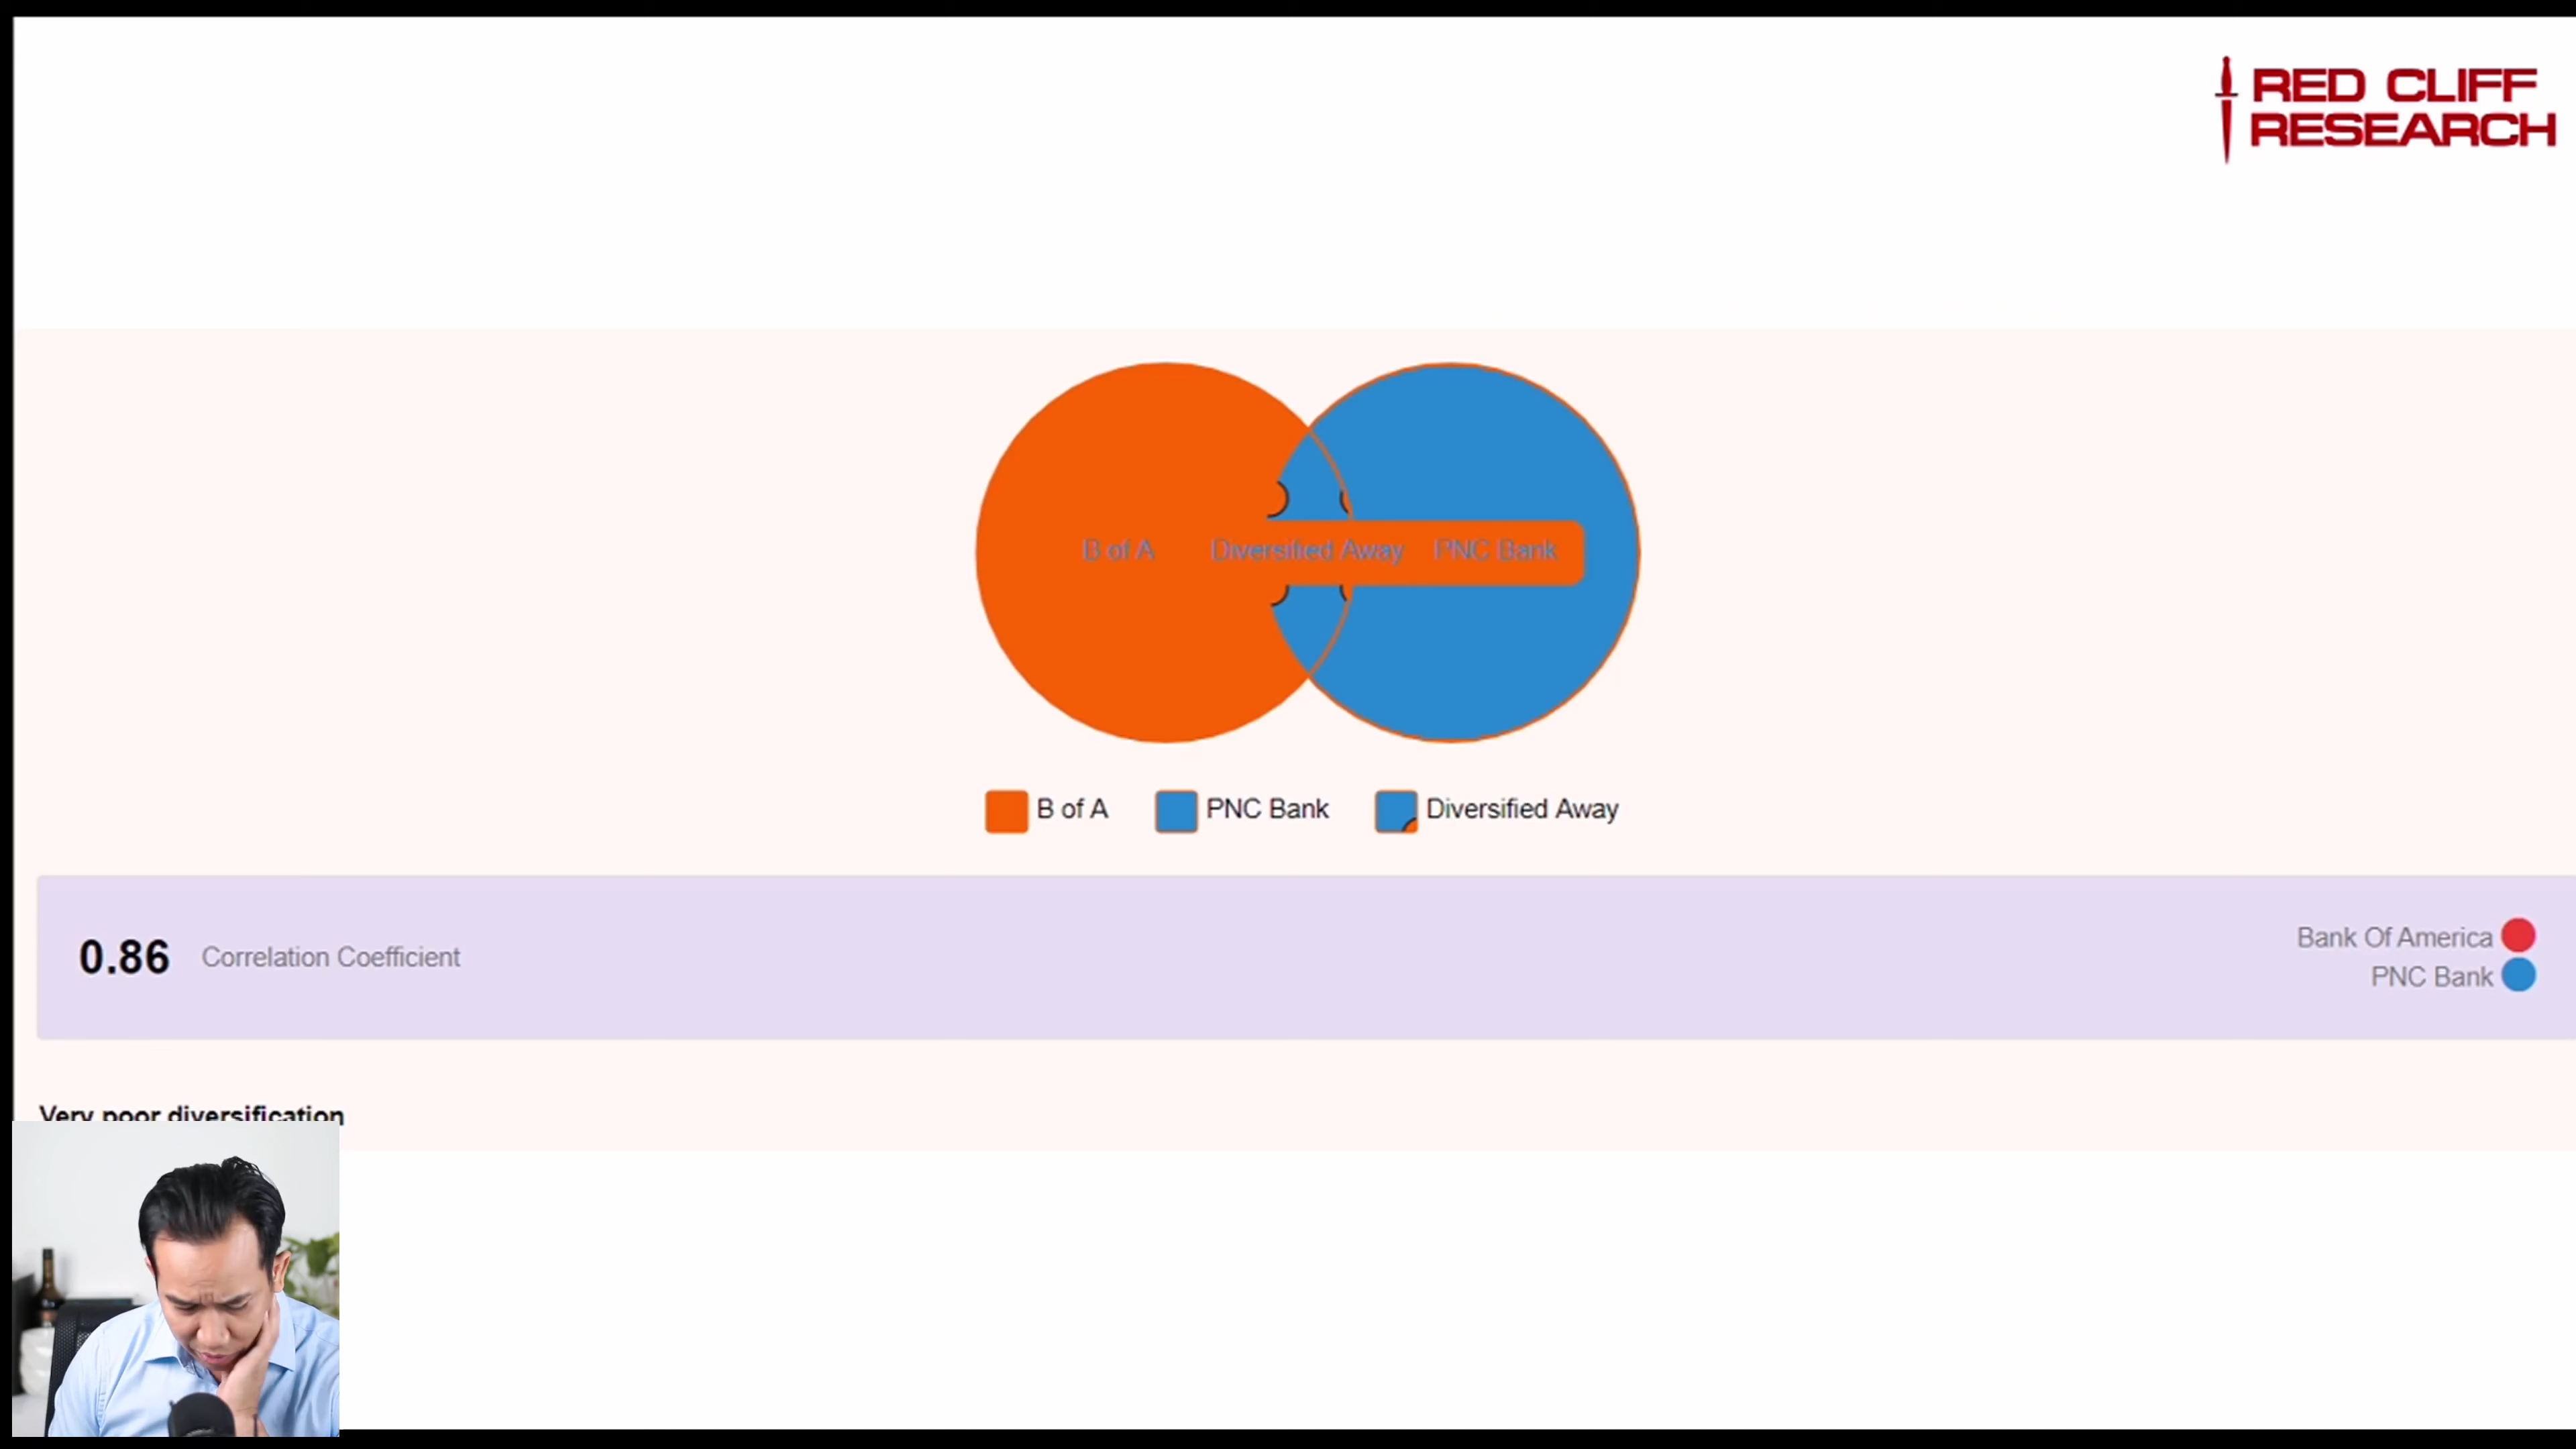 RED CLIFF
RESEARCH
B of A
Diversified Away
PNC Bank
B of A
PNC Bank
Diversified Away
0.86
Correlation Coefficient
Bank Of America
PNC Bank
Very poor diversification